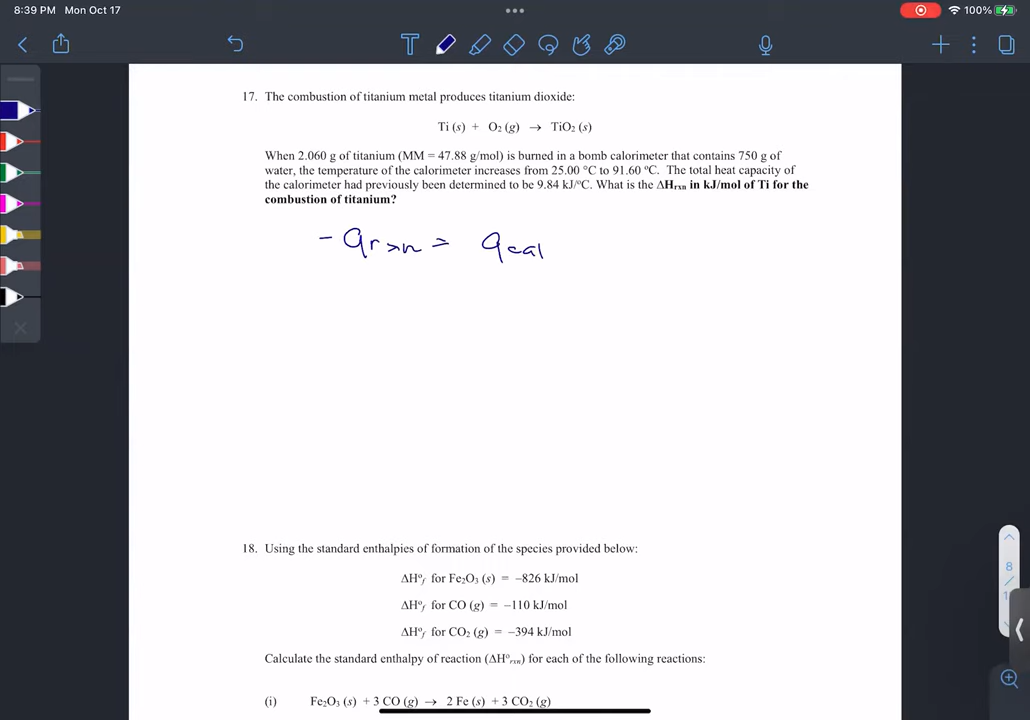 8:39 PM Mon Oct 17
100%
17. The combustion of titanium metal produces titanium dioxide:
Ti (s) + O₂ (g) → TiO₂ (s)
When 2.060 g of titanium (MM = 47.88 g/mol) is burned in a bomb calorimeter that contains 750 g of
water, the temperature of the calorimeter increases from 25.00 °C to 91.60 °C. The total heat capacity of
the calorimeter had previously been determined to be 9.84 kJ/°C. What is the ΔHrxn in kJ/mol of Ti for the
combustion of titanium?
- qrxn = qcal
18. Using the standard enthalpies of formation of the species provided below:
ΔH°f for Fe₂O₃ (s) = –826 kJ/mol
ΔH°f for CO (g) = –110 kJ/mol
ΔH°f for CO₂ (g) = –394 kJ/mol
Calculate the standard enthalpy of reaction (ΔH°rxn) for each of the following reactions:
(i) Fe₂O₃ (s) + 3 CO (g) → 2 Fe (s) + 3 CO₂ (g)
8
/